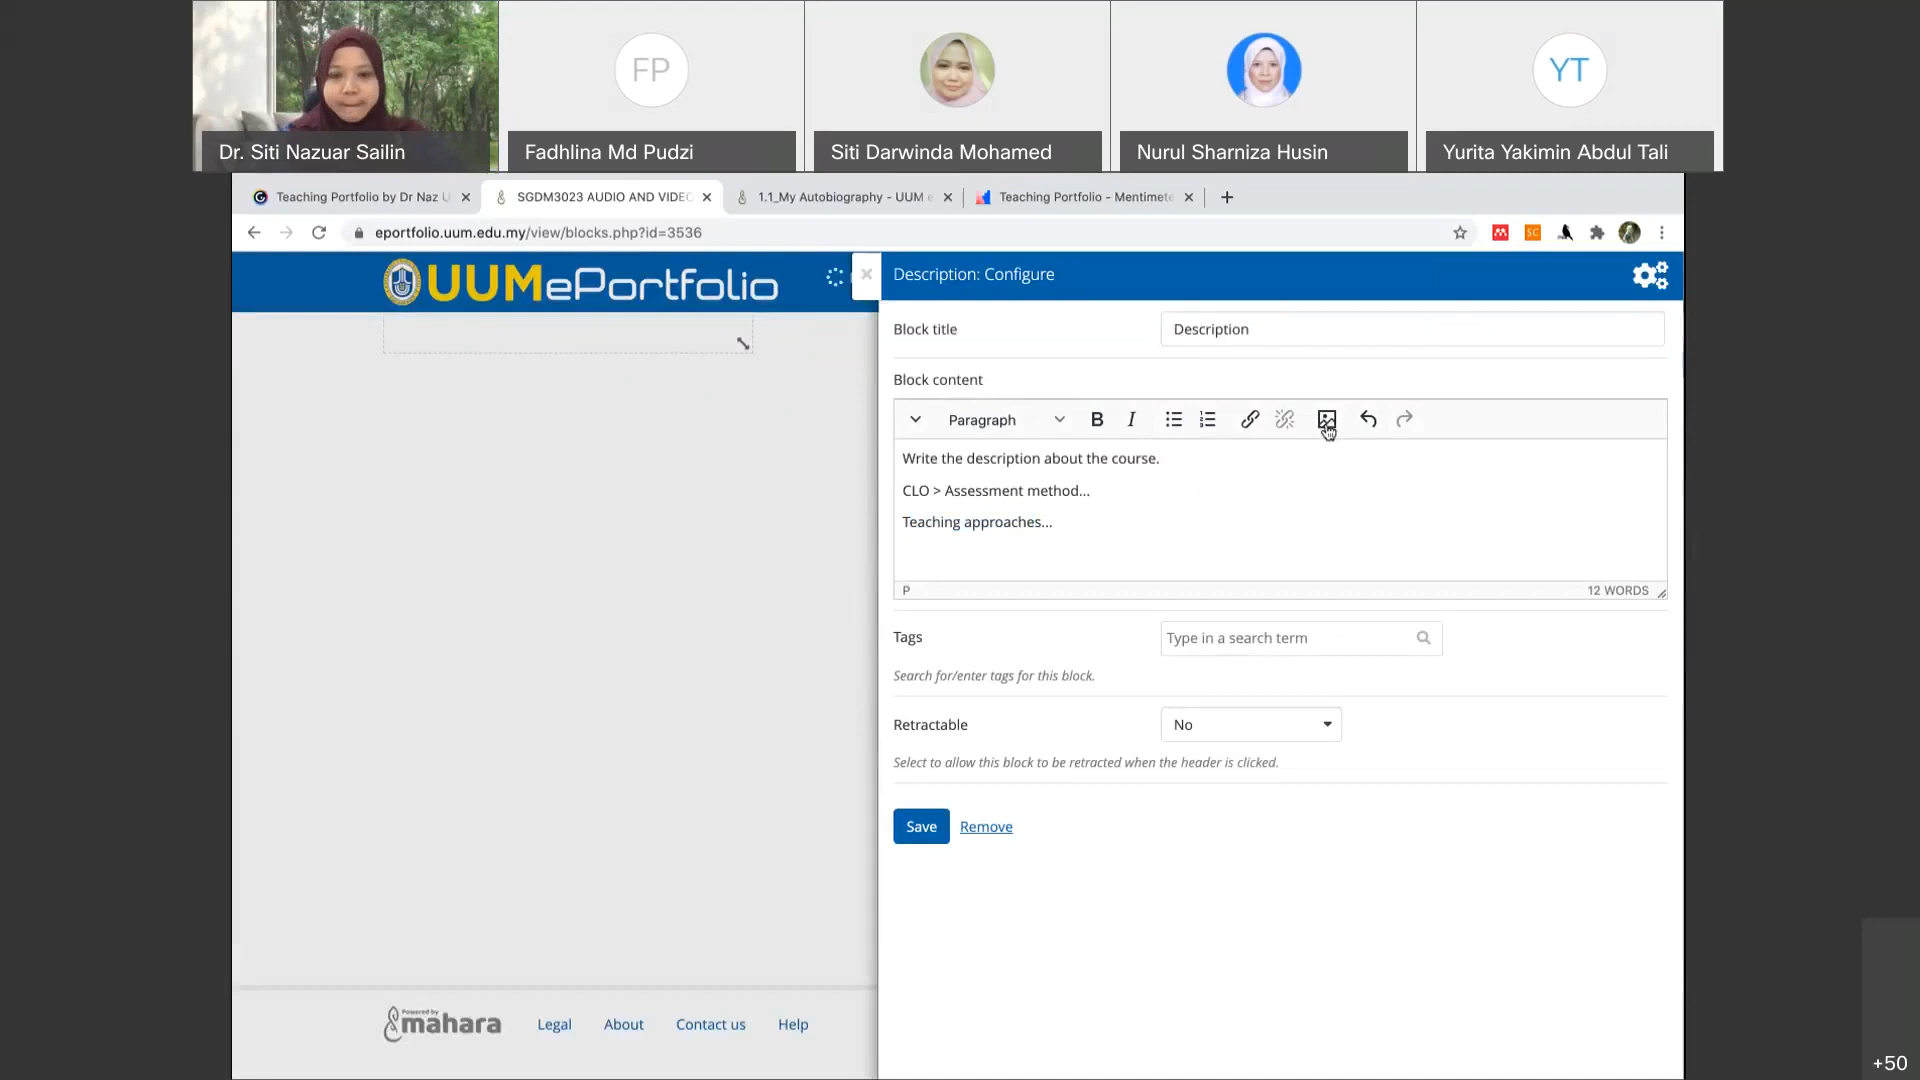 FP
YT
Dr. Siti Nazuar Sailin
Fadhlina Md Pudzi
Siti Darwinda Mohamed
Nurul Sharniza Husin
Yurita Yakimin Abdul Tali
Teaching Portfolio by Dr Naz U
SGDM3023 AUDIO AND VIDEO
1.1_My Autobiography - UUM e
Teaching Portfolio - Mentimete
eportfolio.uum.edu.my/view/blocks.php?id=3536
SC
UUMePortfolio
Description: Configure
Block title
Description
Block content
Paragraph
B
I
Write the description about the course.
CLO > Assessment method...
Teaching approaches...
P
12 WORDS
Tags
Type in a search term
Search for/enter tags for this block.
Retractable
No
Select to allow this block to be retracted when the header is clicked.
Save
Remove
Powered by
mahara
Legal
About
Contact us
Help
+50